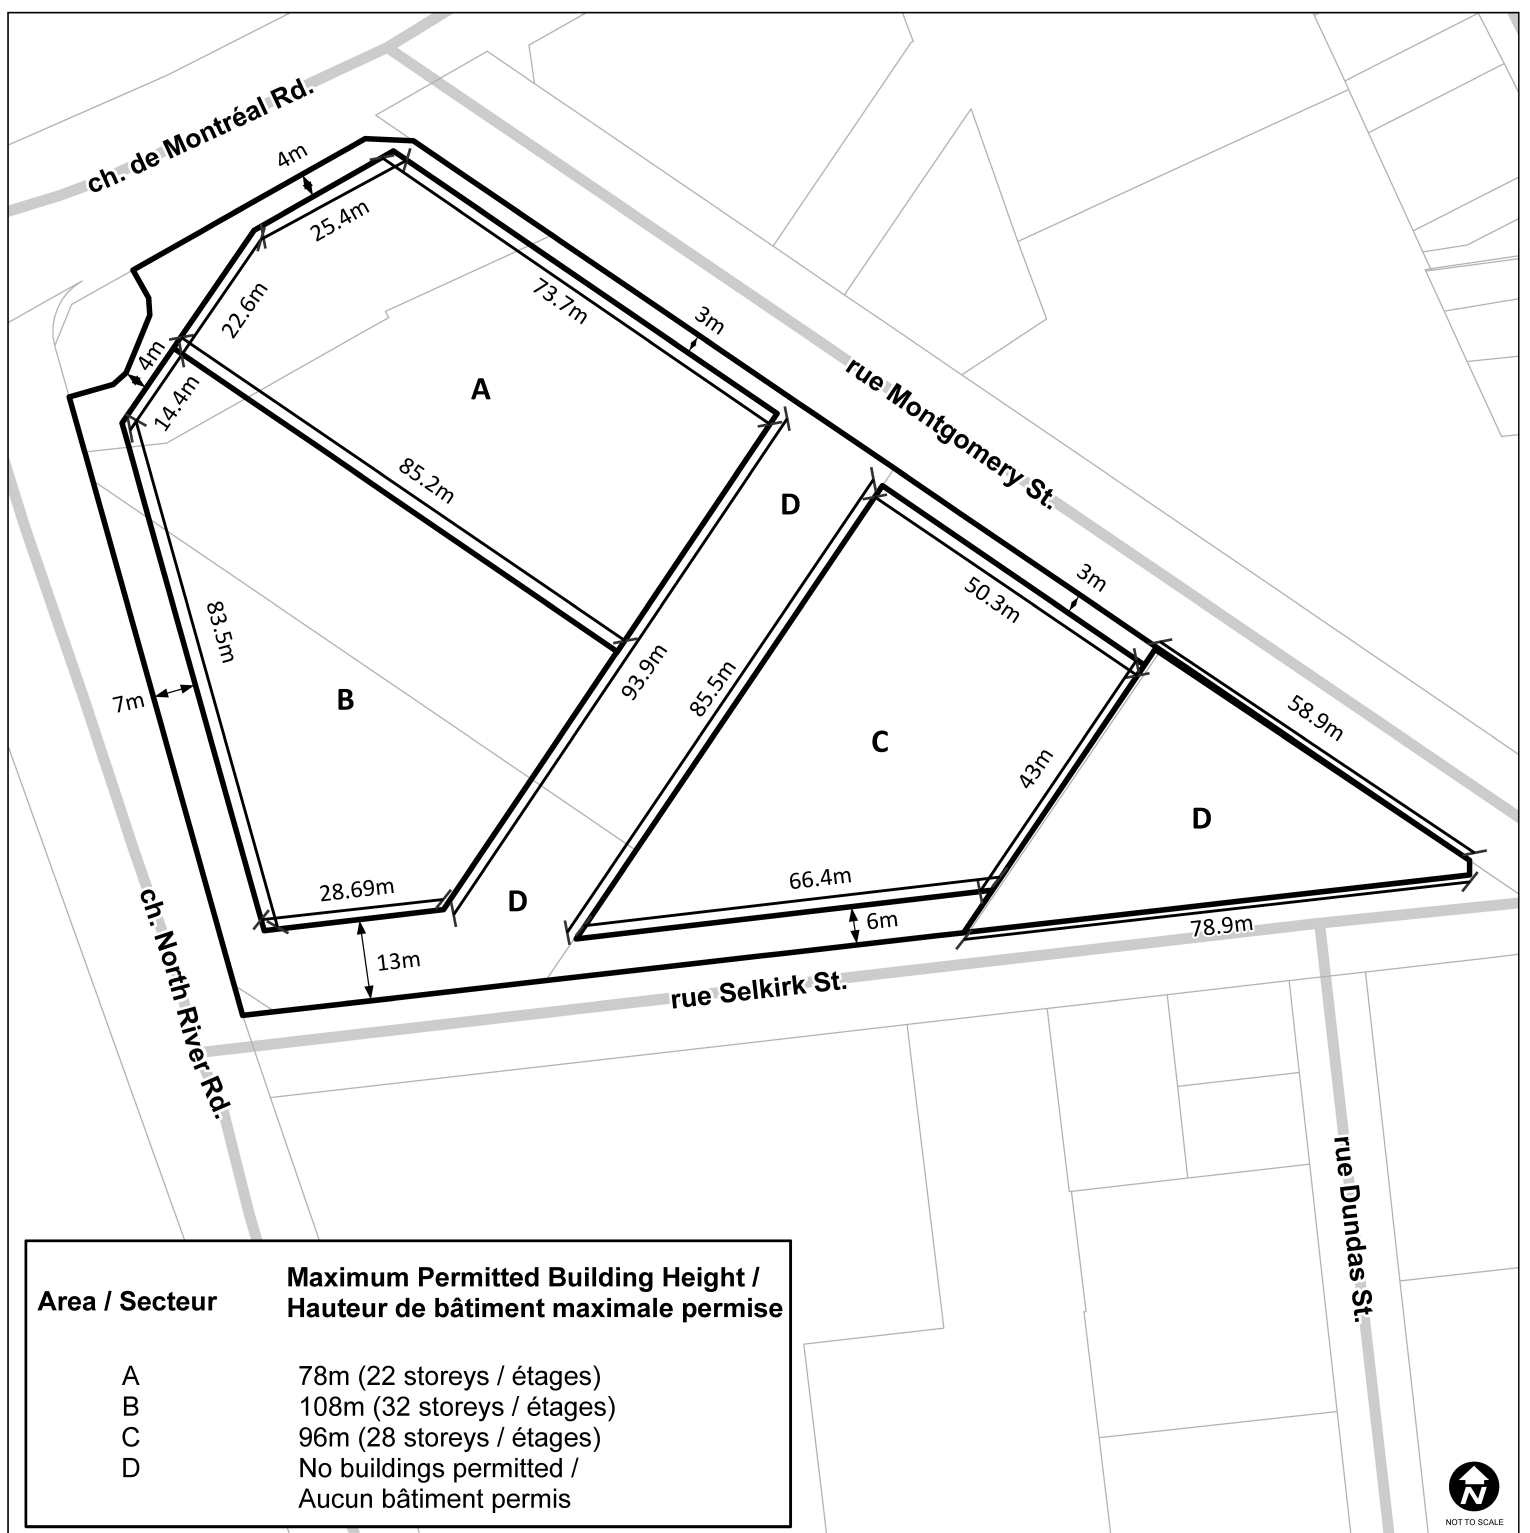 ch. de Montréal Rd.
4m
25.4m
22.6m
73.7m
3m
4m
14.4m
rue Montgomery St.
A
85.2m
D
50.3m
3m
83.5m
93.9m
85.5m
7m
B
C
43m
58.9m
D
28.69m
66.4m
D
6m
78.9m
13m
ch. North River Rd.
rue Selkirk St.
rue Dundas St.
Area / Secteur
Maximum Permitted Building Height /
Hauteur de bâtiment maximale permise
A 78m (22 storeys / étages)
B 108m (32 storeys / étages)
C 96m (28 storeys / étages)
D No buildings permitted /
Aucun bâtiment permis
N
NOT TO SCALE